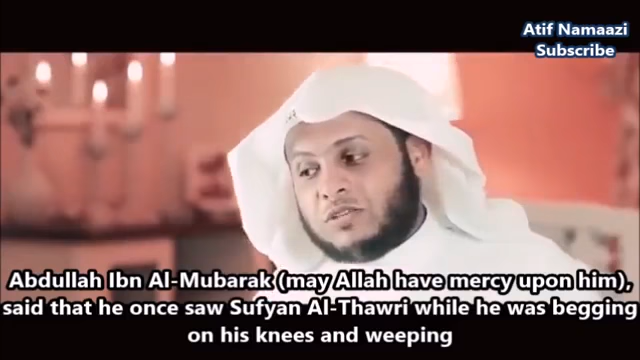 Atif Namaazi
Subscribe
Abdullah Ibn Al-Mubarak (may Allah have mercy upon him),
said that he once saw Sufyan Al-Thawri while he was begging
on his knees and weeping